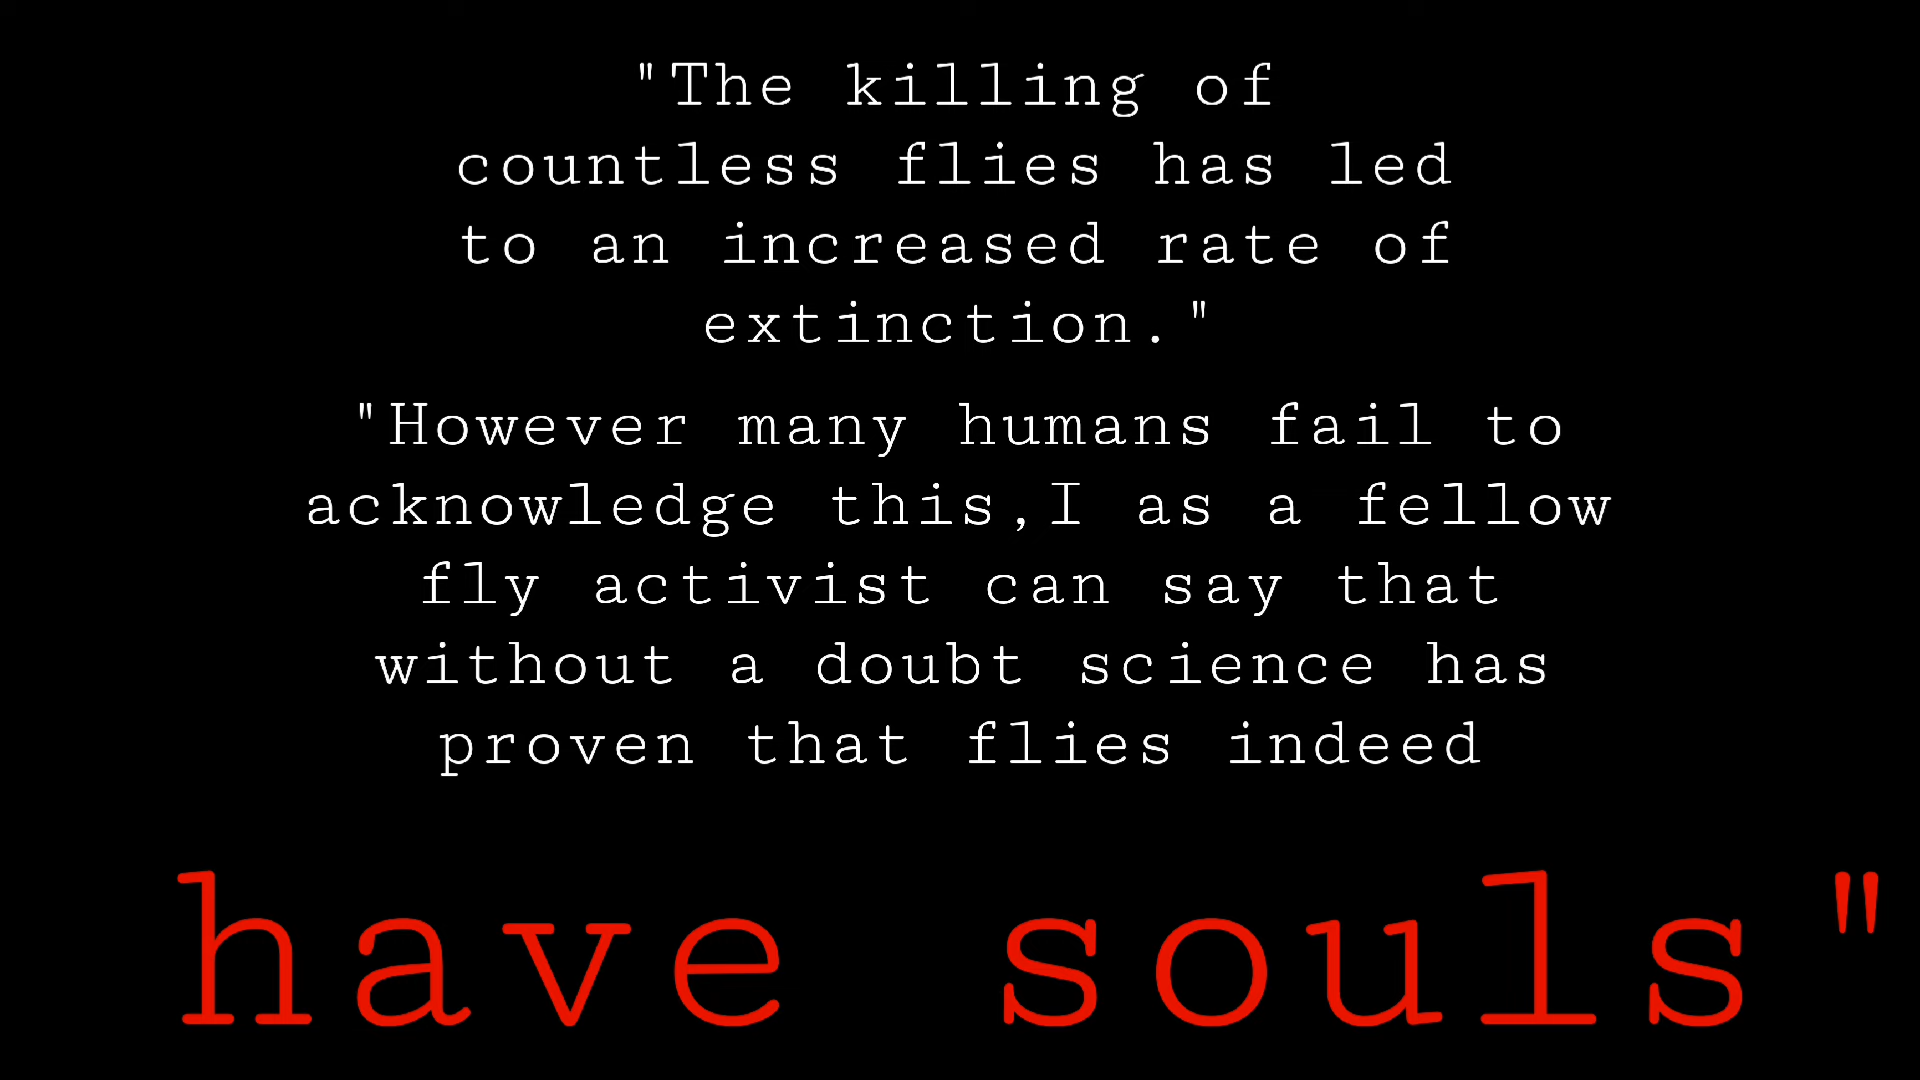 "The killing of
countless flies has led
to an increased rate of
extinction."
"However many humans fail to
acknowledge this,I as a fellow
fly activist can say that
without a doubt science has
proven that flies indeed
have souls"